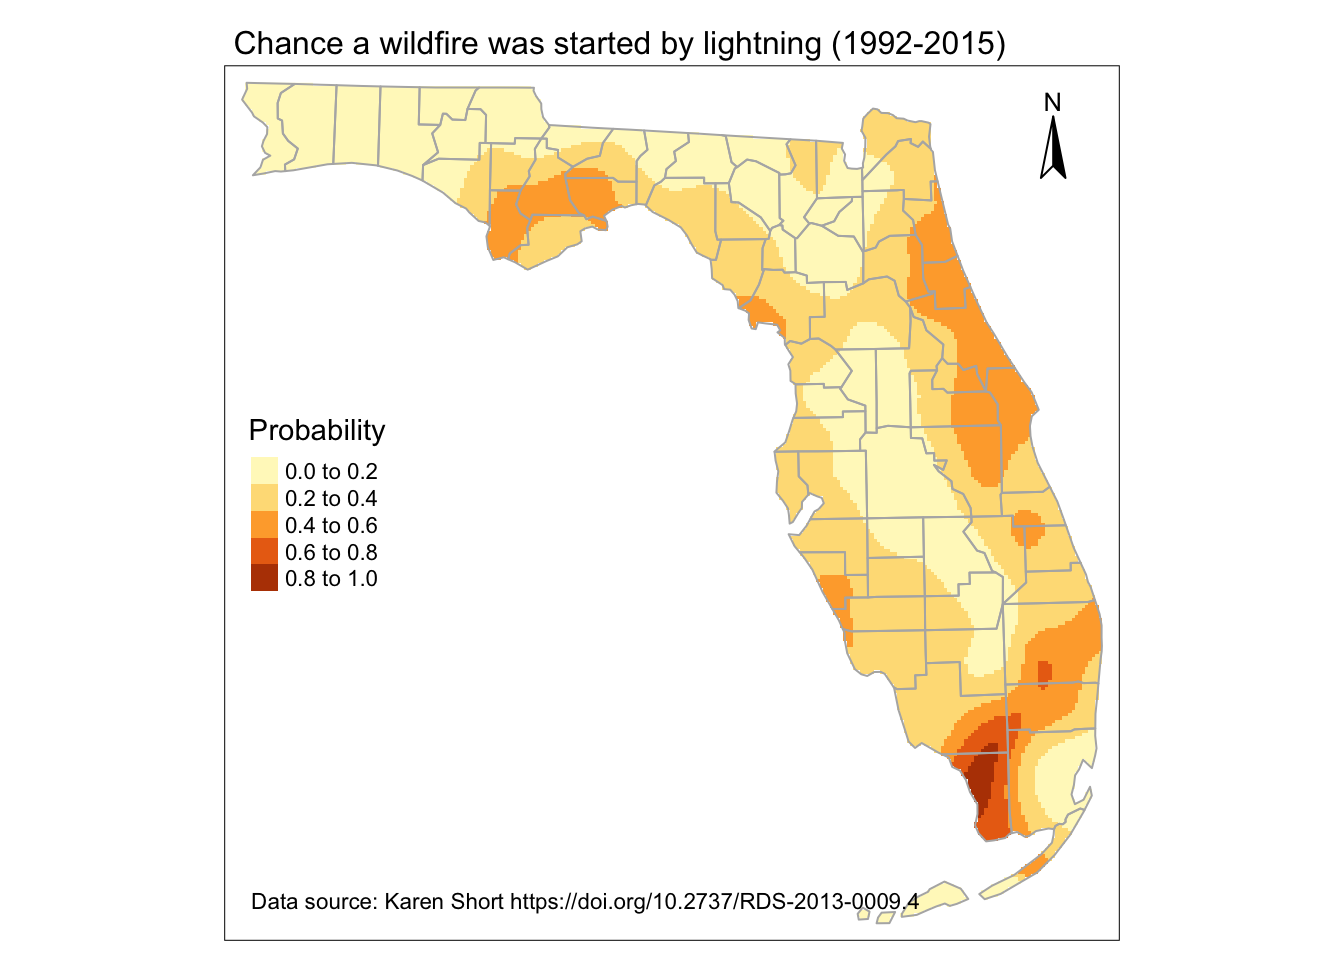 Chance a wildfire was started by lightning (1992-2015)
N
Probability
0.0 to 0.2
0.2 to 0.4
0.4 to 0.6
0.6 to 0.8
0.8 to 1.0
Data source: Karen Short https://doi.org/10.2737/RDS-2013-0009.4